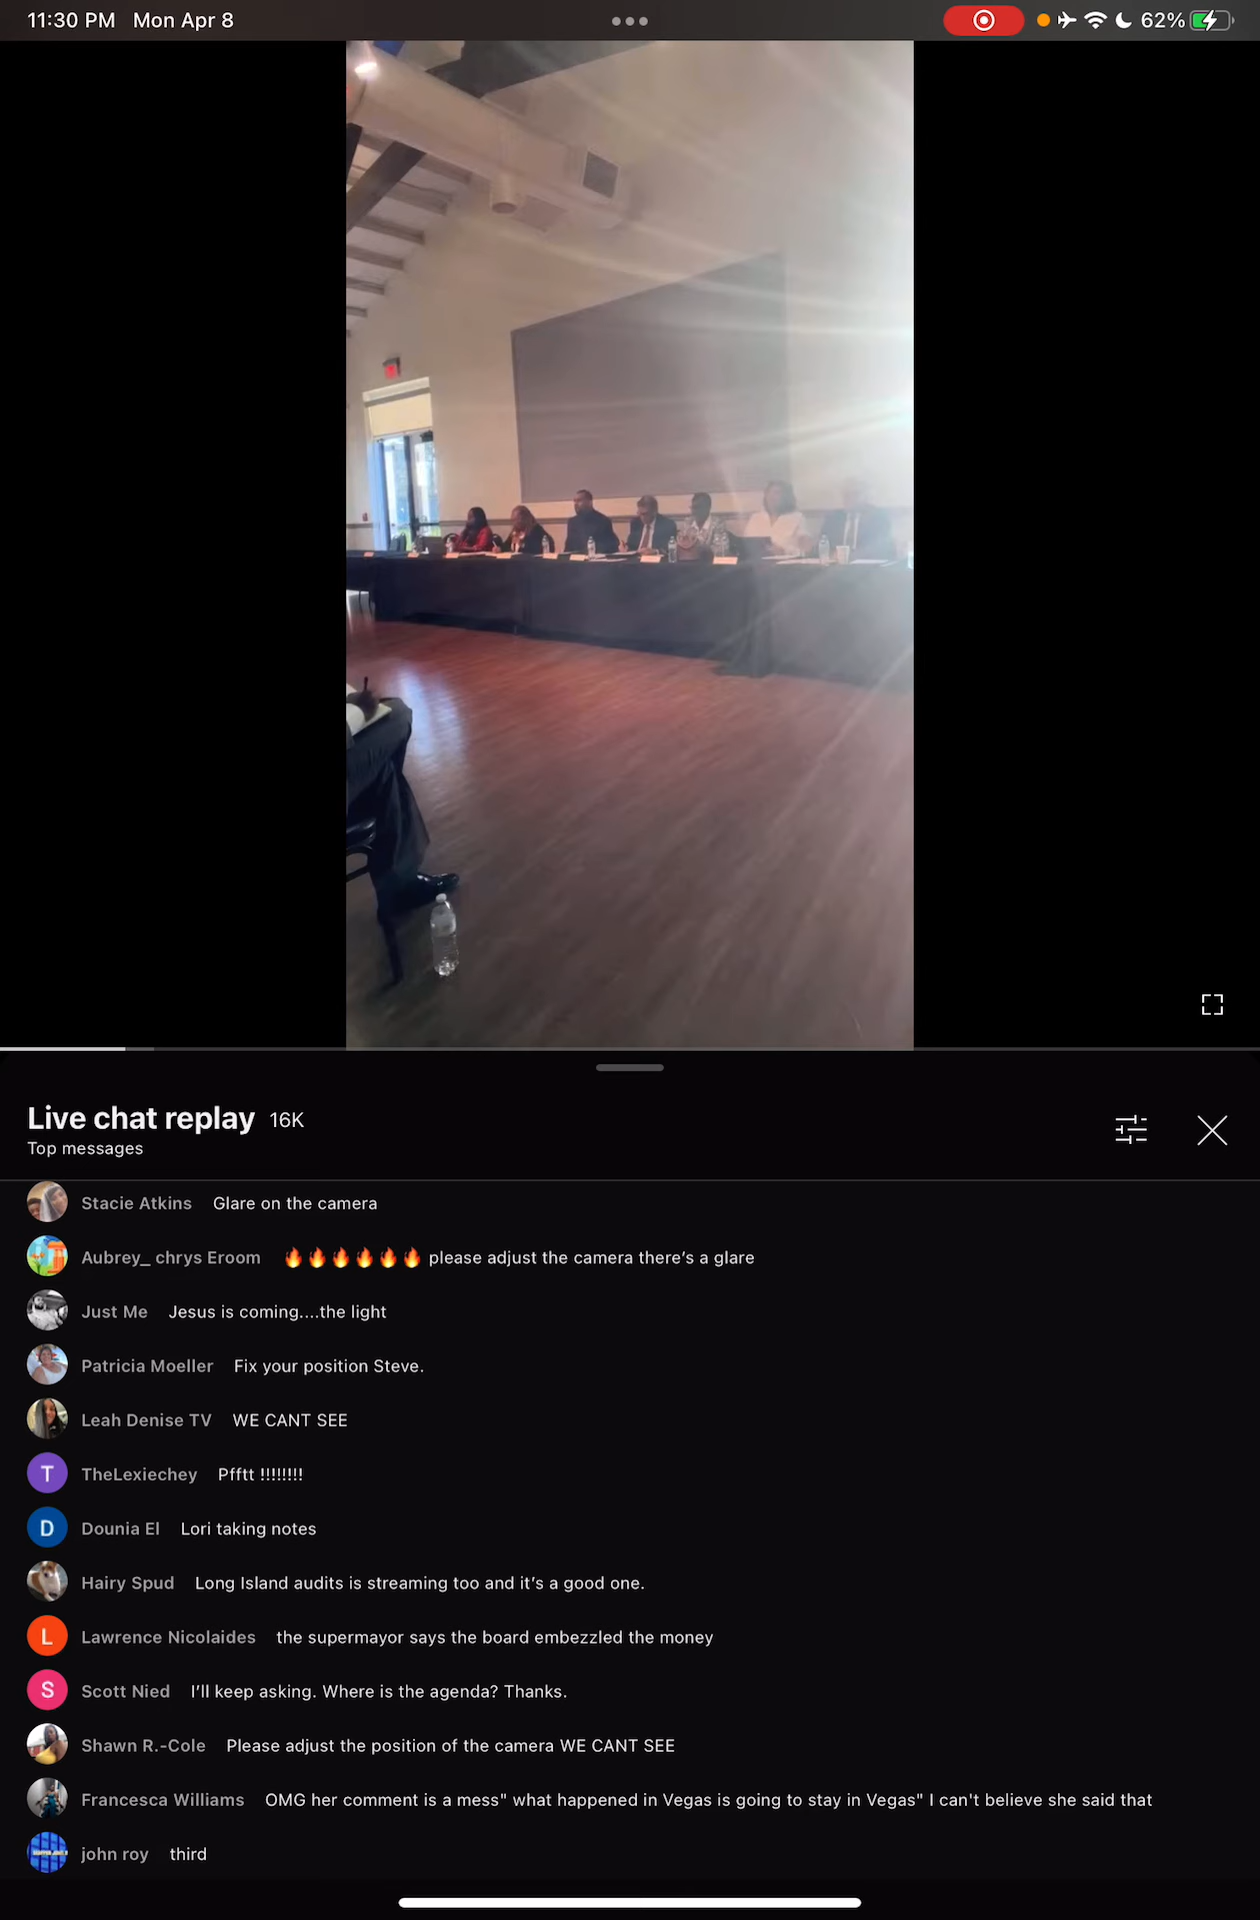 11:30 PM Mon Apr 8
62%
Live chat replay 16K
Top messages
Stacie Atkins Glare on the camera
Aubrey_ chrys Eroom 🔥🔥🔥🔥🔥🔥 please adjust the camera there’s a glare
Just Me Jesus is coming....the light
Patricia Moeller Fix your position Steve.
Leah Denise TV WE CANT SEE
T TheLexiechey Pfftt !!!!!!!!
D Dounia El Lori taking notes
Hairy Spud Long Island audits is streaming too and it’s a good one.
L Lawrence Nicolaides the supermayor says the board embezzled the money
S Scott Nied I’ll keep asking. Where is the agenda? Thanks.
Shawn R.-Cole Please adjust the position of the camera WE CANT SEE
Francesca Williams OMG her comment is a mess" what happened in Vegas is going to stay in Vegas" I can't believe she said that
john roy third